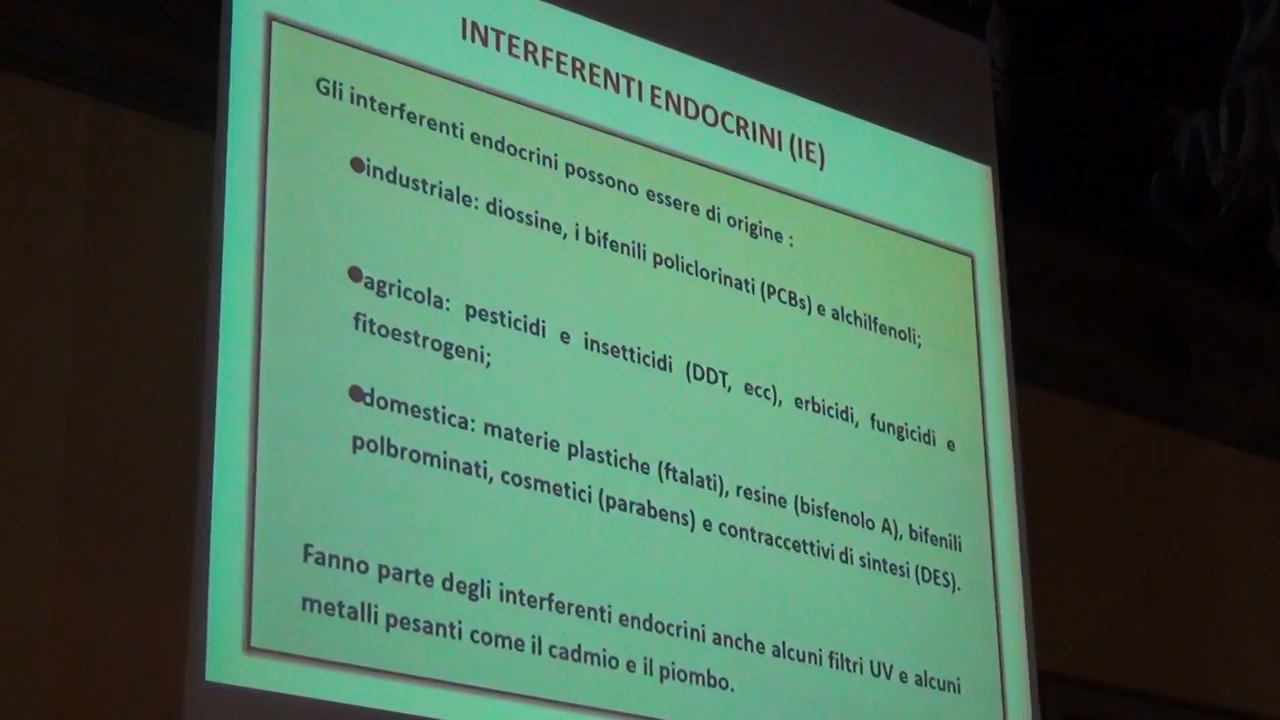 INTERFERENTI ENDOCRINI (IE)
Gli interferenti endocrini possono essere di origine :
●industriale: diossine, i bifenili policlorinati (PCBs) e alchilfenoli;
●agricola: pesticidi e insetticidi (DDT, ecc), erbicidi, fungicidi e
fitoestrogeni;
●domestica: materie plastiche (ftalati), resine (bisfenolo A), bifenili
polbrominati, cosmetici (parabens) e contraccettivi di sintesi (DES).
Fanno parte degli interferenti endocrini anche alcuni filtri UV e alcuni
metalli pesanti come il cadmio e il piombo.